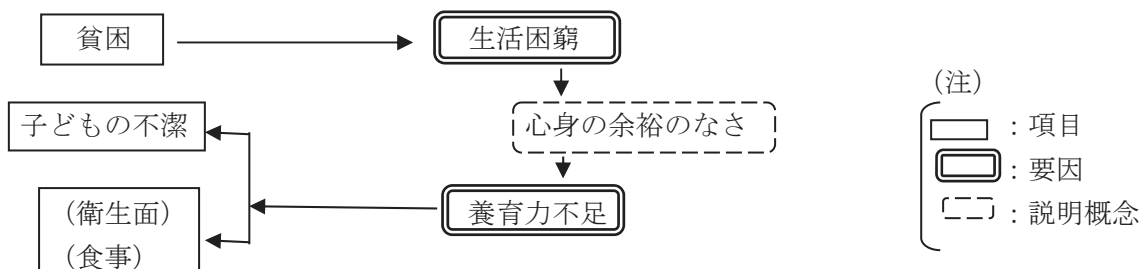 貧困
生活困窮
心身の余裕のなさ
子どもの不潔
(衛生面)
(食事)
養育力不足
(注)
:項目
:要因
:説明概念